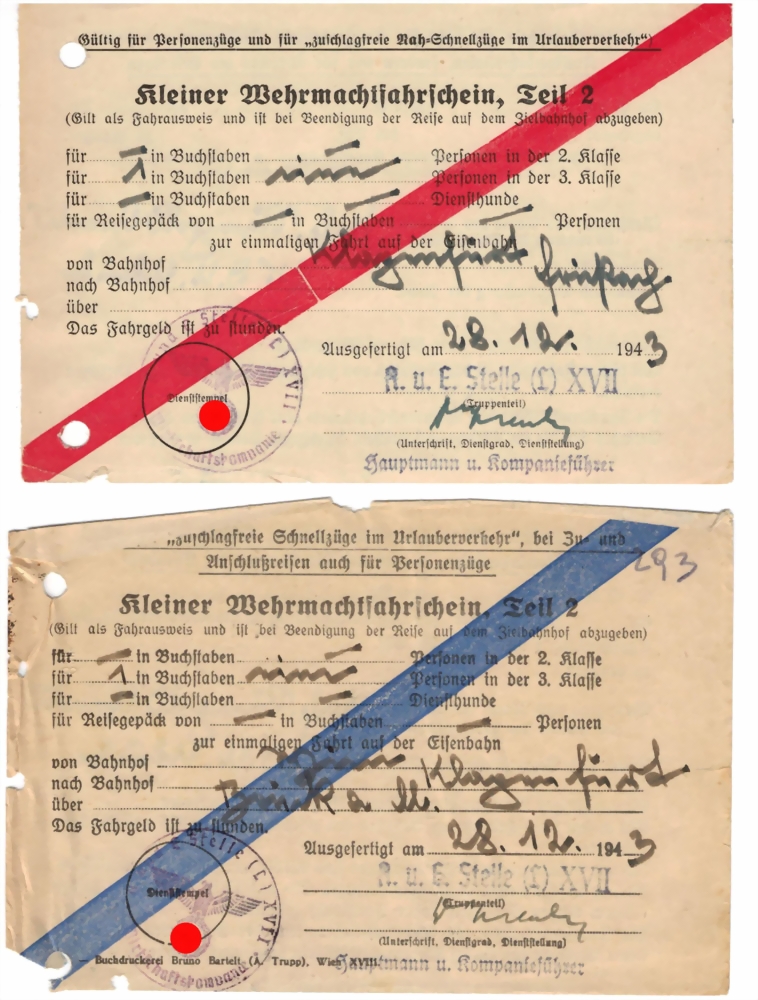 Gültig für Personenzüge und für „zuschlagfreie Nah-Schnellzüge im Urlauberverkehr“
Kleiner Wehrmachtfahrschein, Teil 2
(Gilt als Fahrausweis und ist bei Beendigung der Reise auf dem Zielbahnhof abzugeben)
für — in Buchstaben — Personen in der 2. Klasse
für 1 in Buchstaben einen Personen in der 3. Klasse
für — in Buchstaben — Diensthunde
für Reisegepäck von — in Buchstaben — Personen
zur einmaligen Fahrt auf der Eisenbahn
von Bahnhof Klagenfurt
nach Bahnhof Friesach
über
Das Fahrgeld ist zu stunden.
Ausgefertigt am 28. 12. 1943
Stelle (L) XVII
Dienststempel
A. u. E. Stelle (L) XVII
(Truppenteil)
(Unterschrift, Dienstgrad, Dienststellung)
Hauptmann u. Kompanieführer
„zuschlagfreie Schnellzüge im Urlauberverkehr“, bei Zu- und
Anschlußreisen auch für Personenzüge
293
Kleiner Wehrmachtfahrschein, Teil 2
(Gilt als Fahrausweis und ist bei Beendigung der Reise auf dem Zielbahnhof abzugeben)
für — in Buchstaben — Personen in der 2. Klasse
für 1 in Buchstaben einen Personen in der 3. Klasse
für — in Buchstaben — Diensthunde
für Reisegepäck von — in Buchstaben — Personen
zur einmaligen Fahrt auf der Eisenbahn
von Bahnhof Wien
nach Bahnhof Klagenfurt
über Bruck a. M.
Das Fahrgeld ist zu stunden.
Ausgefertigt am 28. 12. 1943
Stelle (L) XVII
Dienststempel
A. u. E. Stelle (L) XVII
(Truppenteil)
(Unterschrift, Dienstgrad, Dienststellung)
Buchdruckerei Bruno Bartelt (A. Trupp), Wien XVIII.
Hauptmann u. Kompanieführer